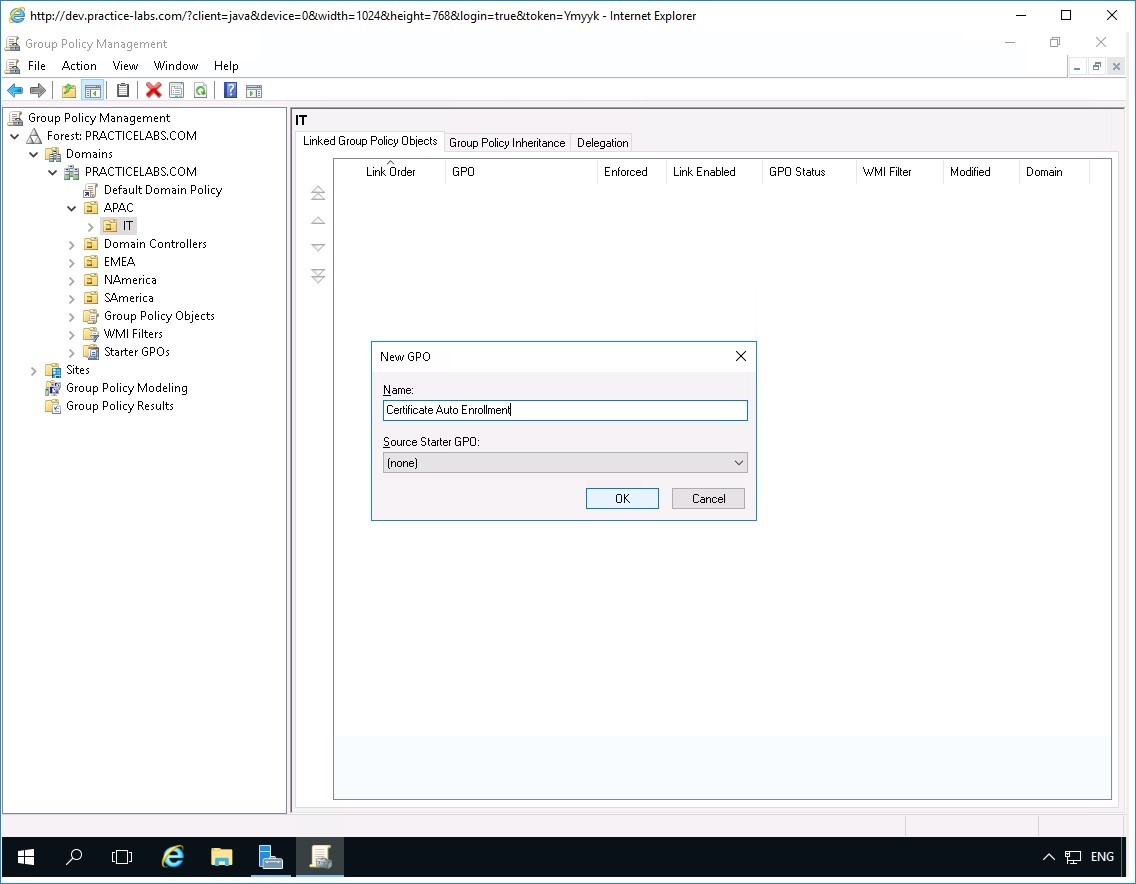 http://dev.practice-labs.com/?client=java&device=0&width=1024&height=768&login=true&token=Ymyyk - Internet Explorer
Group Policy Management
File Action View Window Help
Group Policy Management
Forest: PRACTICELABS.COM
Domains
PRACTICELABS.COM
Default Domain Policy
APAC
IT
Domain Controllers
EMEA
NAmerica
SAmerica
Group Policy Objects
WMI Filters
Starter GPOs
Sites
Group Policy Modeling
Group Policy Results
IT
Linked Group Policy Objects Group Policy Inheritance Delegation
Link Order GPO Enforced Link Enabled GPO Status WMI Filter Modified Domain
New GPO
Name:
Certificate Auto Enrollment
Source Starter GPO:
(none)
OK Cancel
ENG